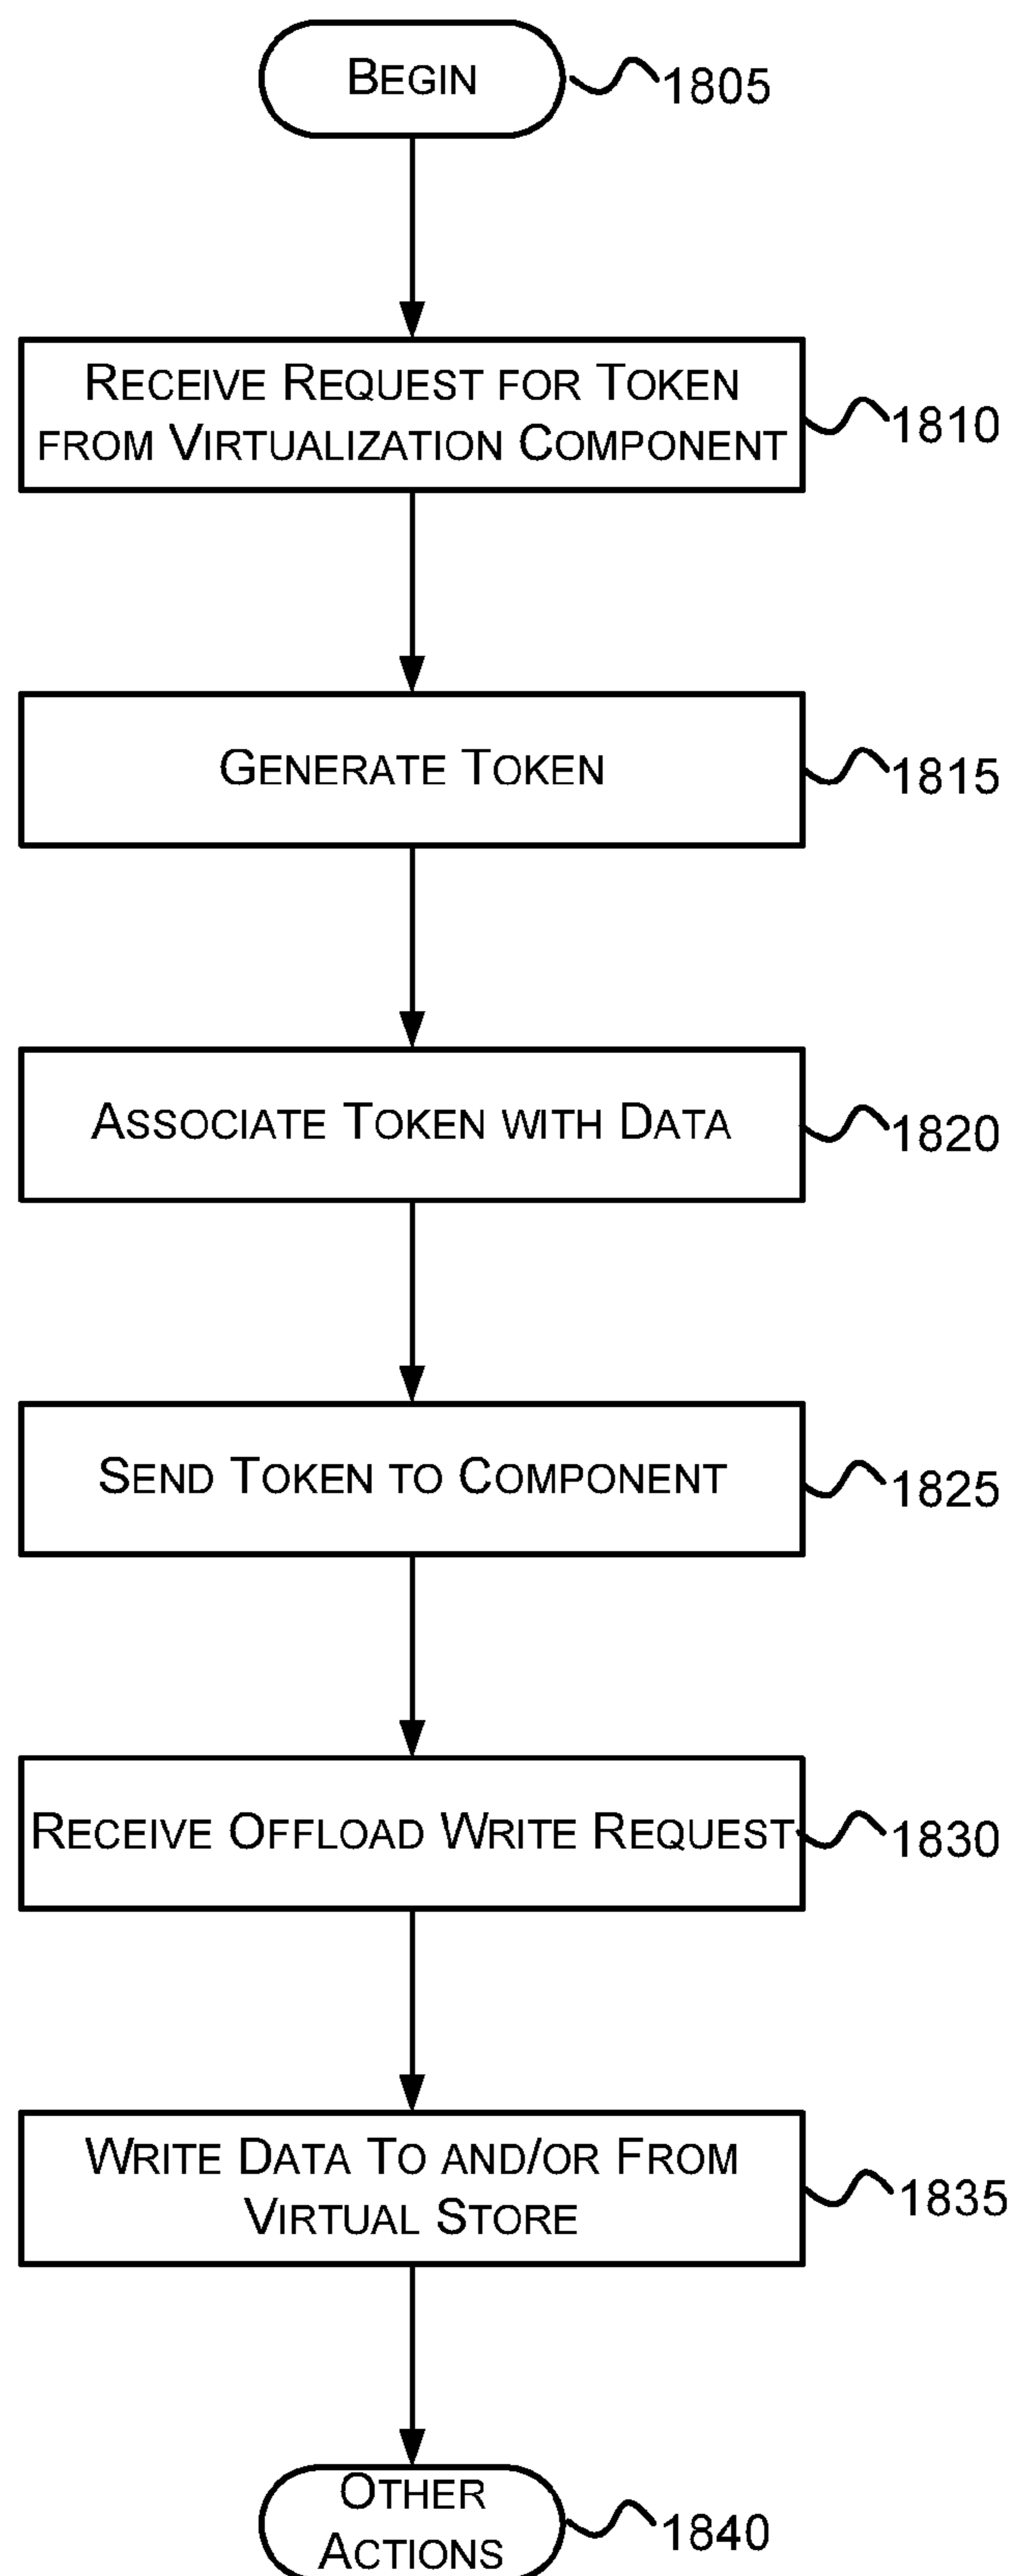 BEGIN
1805
RECEIVE REQUEST FOR TOKEN
FROM VIRTUALIZATION COMPONENT
1810
GENERATE TOKEN
1815
ASSOCIATE TOKEN WITH DATA
1820
SEND TOKEN TO COMPONENT
1825
RECEIVE OFFLOAD WRITE REQUEST
1830
WRITE DATA TO AND/OR FROM
VIRTUAL STORE
1835
OTHER
ACTIONS
1840